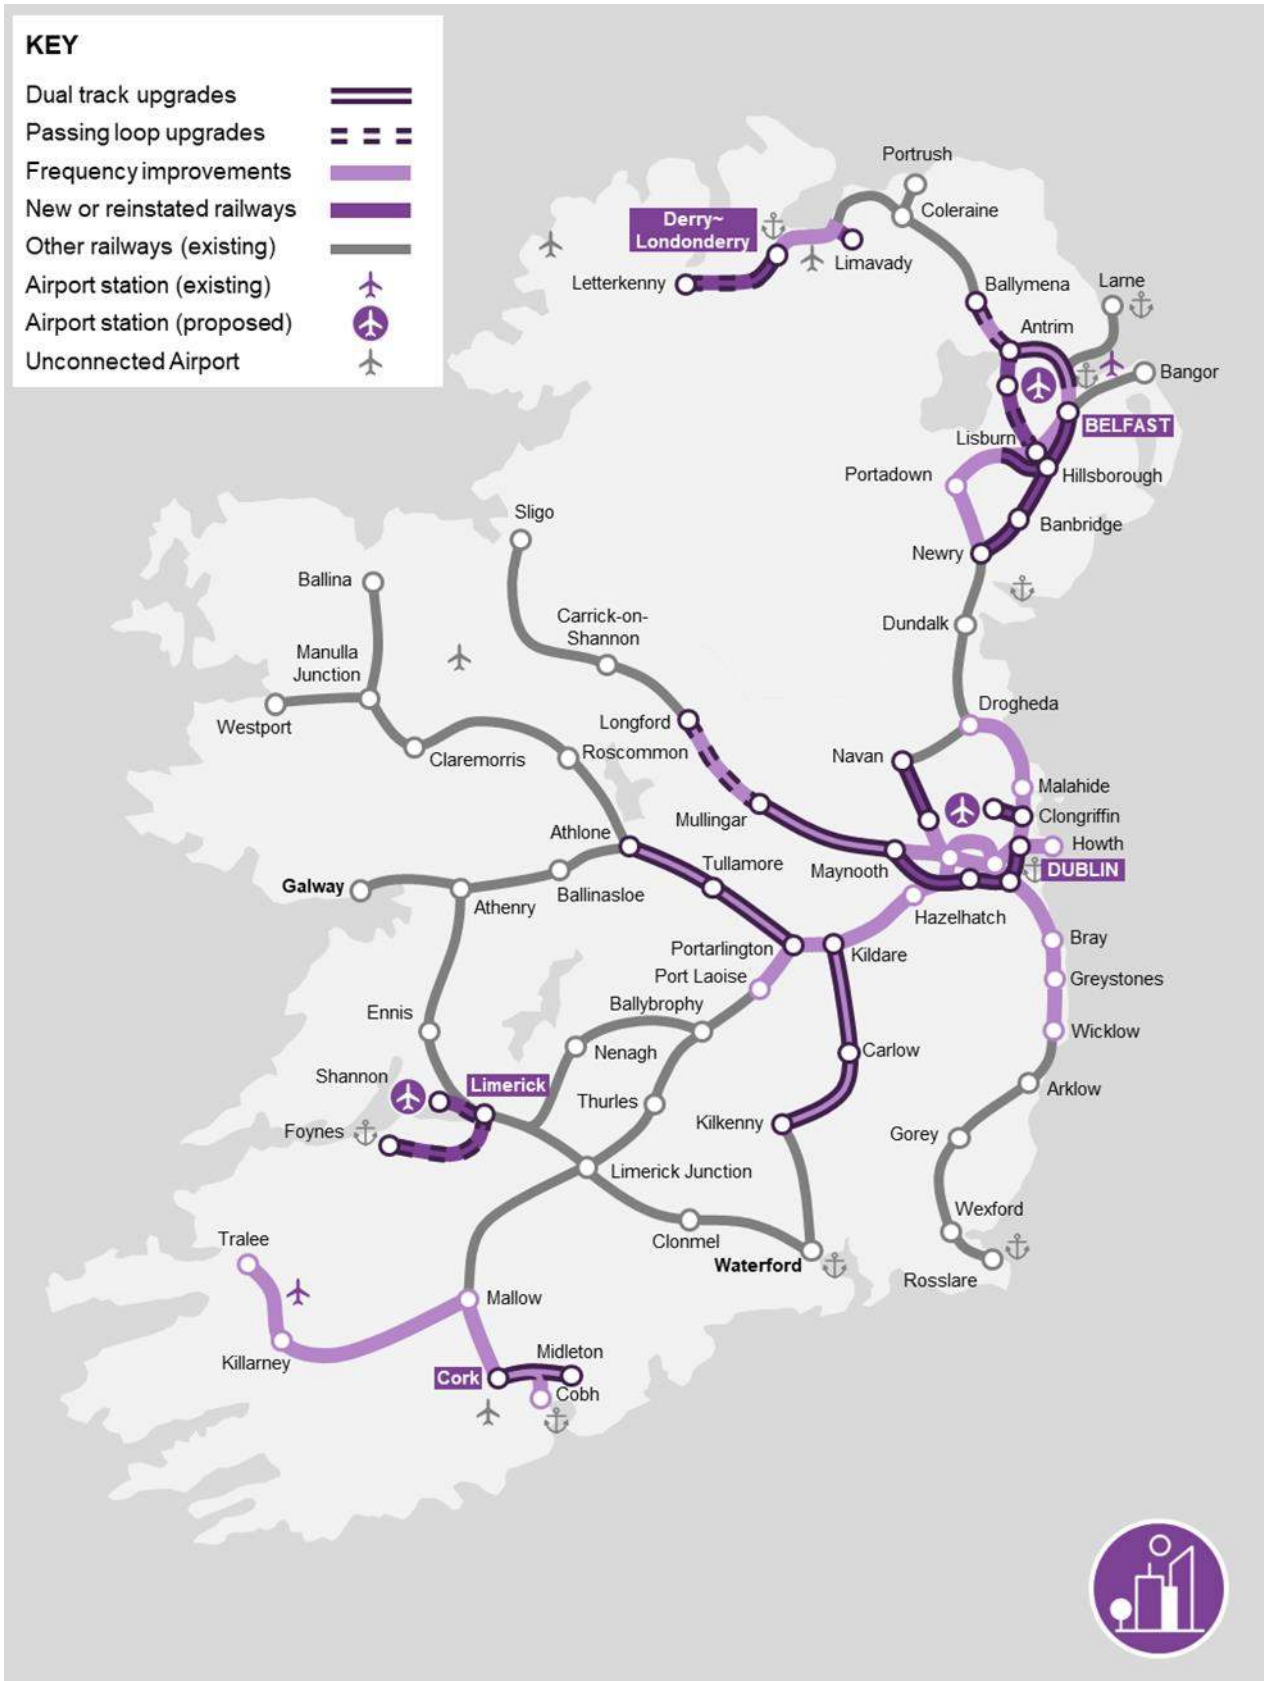 KEY
Dual track upgrades
Passing loop upgrades
Frequency improvements
New or reinstated railways
Other railways (existing)
Airport station (existing)
Airport station (proposed)
Unconnected Airport
Portrush
Coleraine
Derry~
Londonderry
Limavady
Letterkenny
Ballymena
Larne
Antrim
Bangor
BELFAST
Lisburn
Hillsborough
Portadown
Banbridge
Newry
Sligo
Ballina
Carrick-on-
Shannon
Dundalk
Manulla
Junction
Westport
Claremorris
Longford
Roscommon
Drogheda
Navan
Malahide
Clongriffin
Mullingar
Howth
Athlone
Tullamore
Maynooth
DUBLIN
Galway
Ballinasloe
Athenry
Hazelhatch
Bray
Portarlington
Kildare
Port Laoise
Greystones
Ballybrophy
Ennis
Wicklow
Nenagh
Carlow
Shannon
Limerick
Thurles
Arklow
Foynes
Kilkenny
Gorey
Limerick Junction
Wexford
Clonmel
Tralee
Waterford
Rosslare
Mallow
Killarney
Midleton
Cork
Cobh